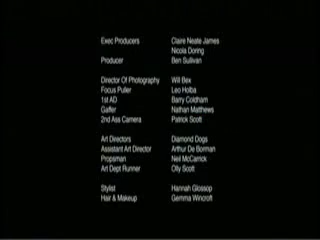 Exec Producers Claire Neate James
Nicola Doring
Producer Ben Sullivan
Director Of Photography Will Bex
Focus Puller Leo Holba
1st AD Barry Coldham
Gaffer Nathan Matthews
2nd Ass Camera Patrick Scott
Art Directors Diamond Dogs
Assistant Art Director Arthur De Borman
Propsman Neil McCarrick
Art Dept Runner Olly Scott
Stylist Hannah Glossop
Hair & Makeup Gemma Wincroft